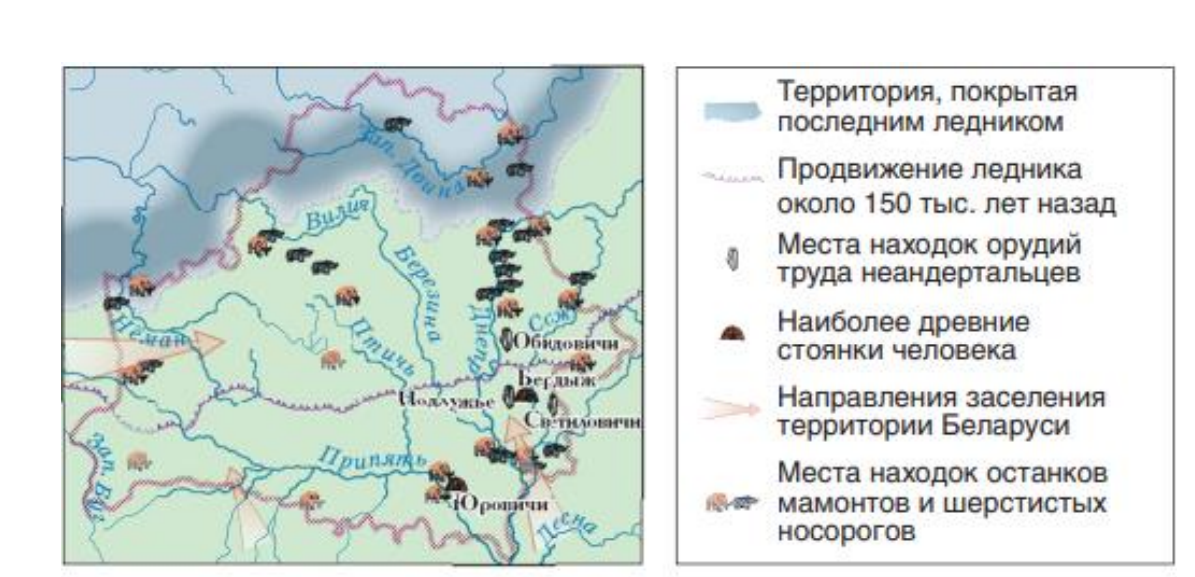 Зап. Двина
Вилия
Березина
Нёман
Птичь
Днепр
Сож
Обидовичи
Бердыж
Подлужье
Светиловичи
Зап. Буг
Припять
Юровичи
Десна
Территория, покрытая
последним ледником
Продвижение ледника
около 150 тыс. лет назад
Места находок орудий
труда неандертальцев
Наиболее древние
стоянки человека
Направления заселения
территории Беларуси
Места находок останков
мамонтов и шерстистых
носорогов